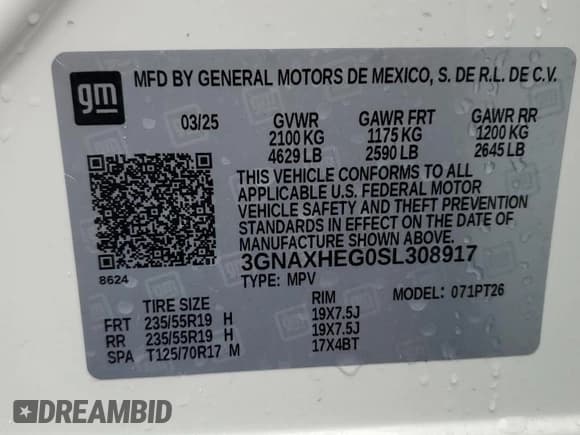 gm
MFD BY GENERAL MOTORS DE MEXICO, S. DE R.L. DE C.V.
03/25 GVWR GAWR FRT GAWR RR
2100 KG 1175 KG 1200 KG
4629 LB 2590 LB 2645 LB
THIS VEHICLE CONFORMS TO ALL
APPLICABLE U.S. FEDERAL MOTOR
VEHICLE SAFETY AND THEFT PREVENTION
STANDARDS IN EFFECT ON THE DATE OF
MANUFACTURE SHOWN ABOVE.
8624
3GNAXHEG0SL308917
TYPE: MPV MODEL: 071PT26
TIRE SIZE RIM
FRT 235/55R19 H 19X7.5J
RR 235/55R19 H 19X7.5J
SPA T125/70R17 M 17X4BT
DREAMBID